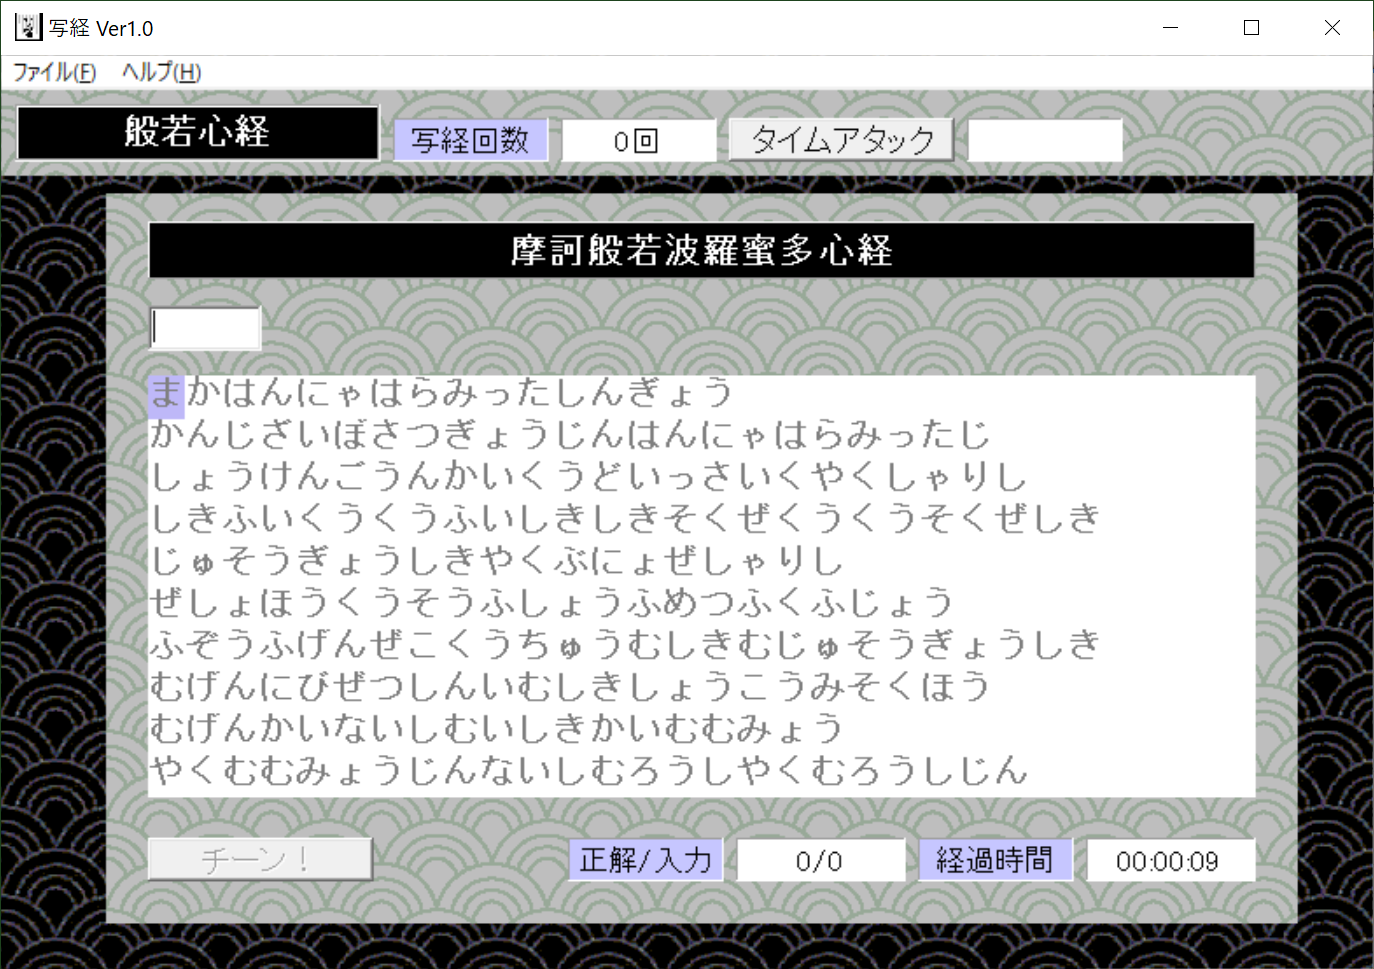 写経 Ver1.0
ファイル(F) ヘルプ(H)
般若心経 写経回数 0回 タイムアタック
摩訶般若波羅蜜多心経
まかはんにゃはらみったしんぎょう
かんじざいぼさつぎょうじんはんにゃはらみったじ
しょうけんごうんかいくうどいっさいくやくしゃりし
しきふいくうくうふいしきしきそくぜくうくうそくぜしき
じゅそうぎょうしきやくぶにょぜしゃりし
ぜしょほうくうそうふしょうふめつふくふじょう
ふぞうふげんぜこくうちゅうむしきむじゅそうぎょうしき
むげんにびぜつしんいむしきしょうこうみそくほう
むげんかいないしむいしきかいむむみょう
やくむむみょうじんないしむろうしやくむろうしじん
チーン！ 正解/入力 0/0 経過時間 00:00:09